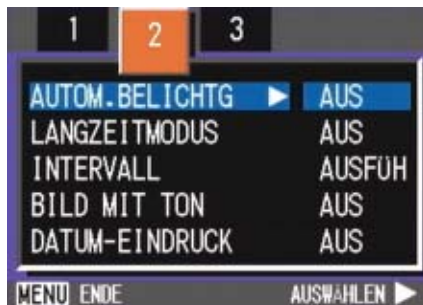 1 2 3
AUTOM.BELICHTG ▶ AUS
LANGZEITMODUS AUS
INTERVALL AUSFÜH
BILD MIT TON AUS
DATUM-EINDRUCK AUS
MENU ENDE AUSWÄHLEN ▶